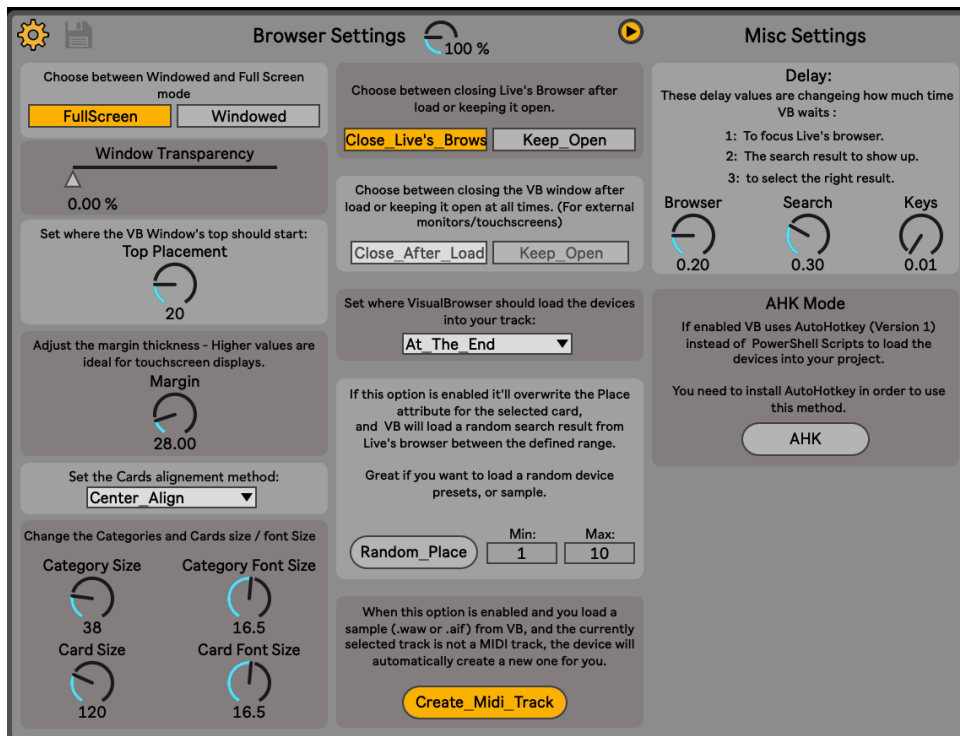 Browser Settings
100 %
Misc Settings
Choose between Windowed and Full Screen
mode
FullScreen
Windowed
Window Transparency
0.00 %
Set where the VB Window's top should start:
Top Placement
20
Adjust the margin thickness - Higher values are
ideal for touchscreen displays.
Margin
28.00
Set the Cards alignement method:
Center_Align
Change the Categories and Cards size / font Size
Category Size
Category Font Size
38
16.5
Card Size
Card Font Size
120
16.5
Choose between closing Live's Browser after
load or keeping it open.
Close_Live's_Brows
Keep_Open
Choose between closing the VB window after
load or keeping it open at all times. (For external
monitors/touchscreens)
Close_After_Load
Keep_Open
Set where VisualBrowser should load the devices
into your track:
At_The_End
If this option is enabled it'll overwrite the Place
attribute for the selected card,
and VB will load a random search result from
Live's browser between the defined range.
Great if you want to load a random device
presets, or sample.
Min:
Max:
Random_Place
1
10
When this option is enabled and you load a
sample (.waw or .aif) from VB, and the currently
selected track is not a MIDI track, the device will
automatically create a new one for you.
Create_Midi_Track
Delay:
These delay values are changeing how much time
VB waits :
1: To focus Live's browser.
2: The search result to show up.
3: to select the right result.
Browser
Search
Keys
0.20
0.30
0.01
AHK Mode
If enabled VB uses AutoHotkey (Version 1)
instead of PowerShell Scripts to load the
devices into your project.
You need to install AutoHotkey in order to use
this method.
AHK